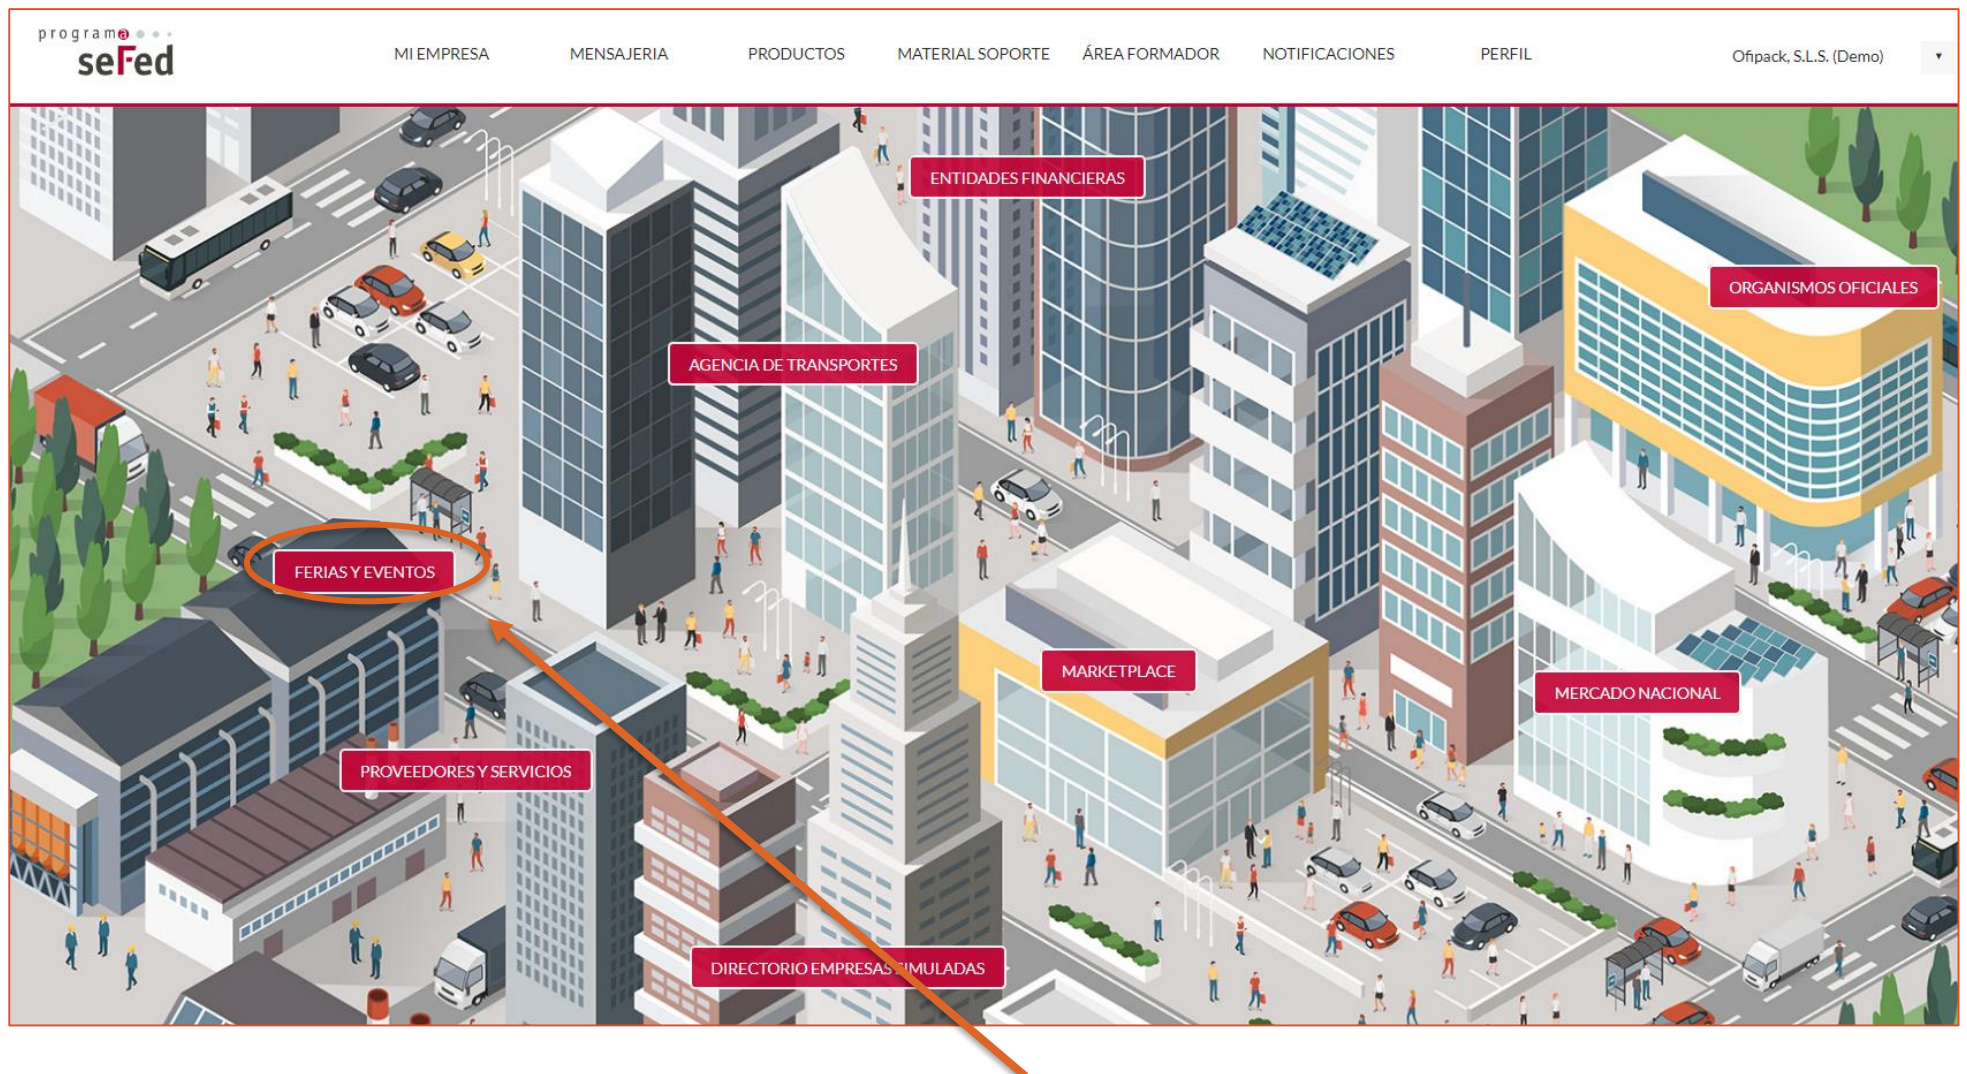 programa
seFed
MI EMPRESA
MENSAJERIA
PRODUCTOS
MATERIAL SOPORTE
ÁREA FORMADOR
NOTIFICACIONES
PERFIL
Ofipack, S.L.S. (Demo)
ENTIDADES FINANCIERAS
ORGANISMOS OFICIALES
AGENCIA DE TRANSPORTES
FERIAS Y EVENTOS
MARKETPLACE
MERCADO NACIONAL
PROVEEDORES Y SERVICIOS
DIRECTORIO EMPRESAS SIMULADAS